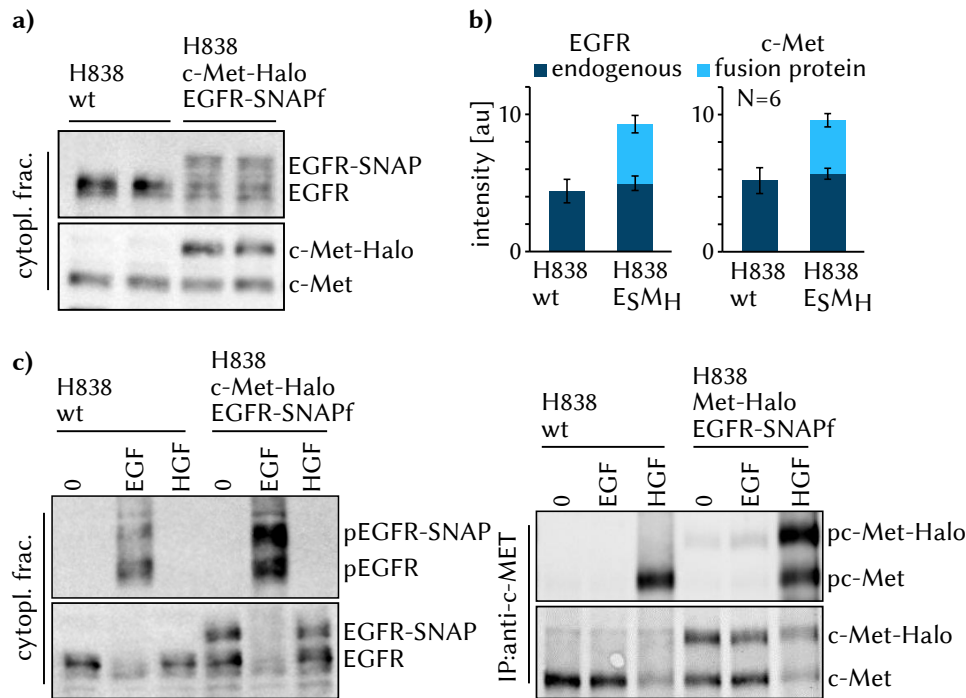 a)
H838
wt
H838
c-Met-Halo
EGFR-SNAPf
cytopl. frac.
EGFR-SNAP
EGFR
c-Met-Halo
c-Met
b)
EGFR
c-Met
endogenous
fusion protein
intensity [au]
10
0
H838
wt
H838
ESMH
N=6
10
0
H838
wt
H838
ESMH
c)
H838
wt
H838
c-Met-Halo
EGFR-SNAPf
0
EGF
HGF
0
EGF
HGF
cytopl. frac.
pEGFR-SNAP
pEGFR
EGFR-SNAP
EGFR
H838
wt
H838
Met-Halo
EGFR-SNAPf
0
EGF
HGF
0
EGF
HGF
IP:anti-c-MET
pc-Met-Halo
pc-Met
c-Met-Halo
c-Met